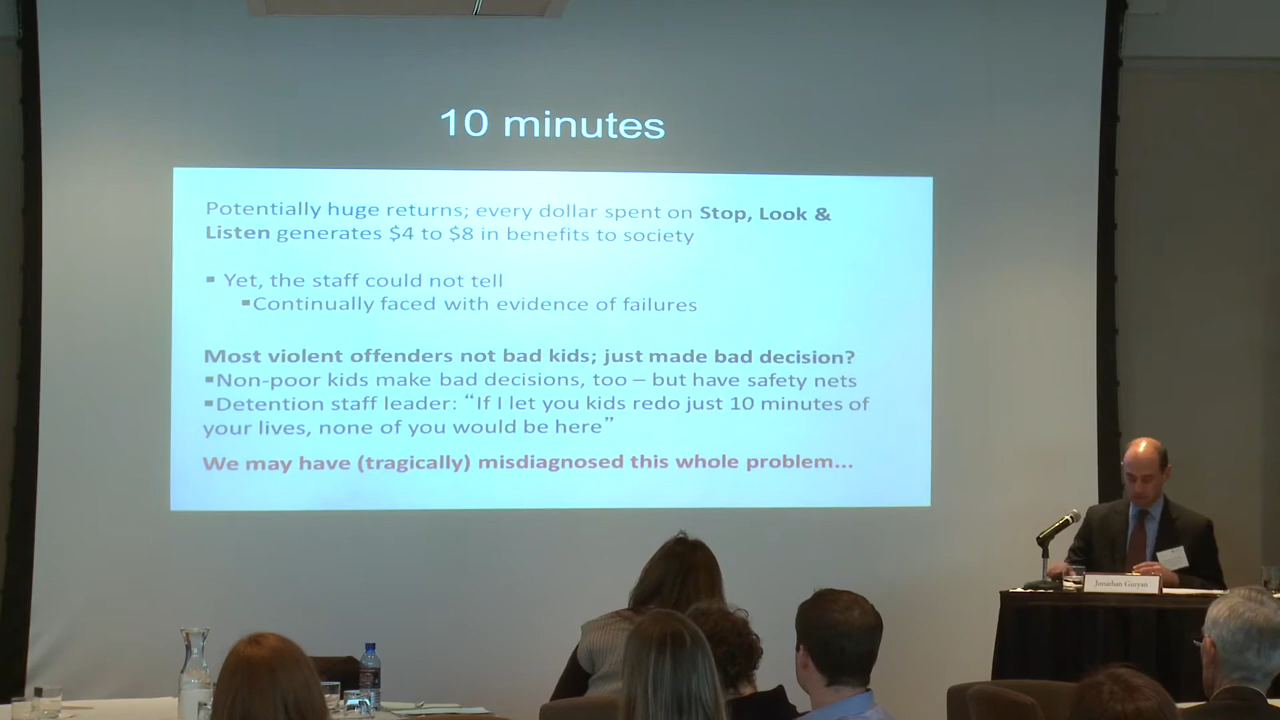 10 minutes
Potentially huge returns; every dollar spent on Stop, Look &
Listen generates $4 to $8 in benefits to society
▪ Yet, the staff could not tell
▪Continually faced with evidence of failures
Most violent offenders not bad kids; just made bad decision?
▪Non-poor kids make bad decisions, too – but have safety nets
▪Detention staff leader: “If I let you kids redo just 10 minutes of
your lives, none of you would be here”
We may have (tragically) misdiagnosed this whole problem...
Jonathan Guryan